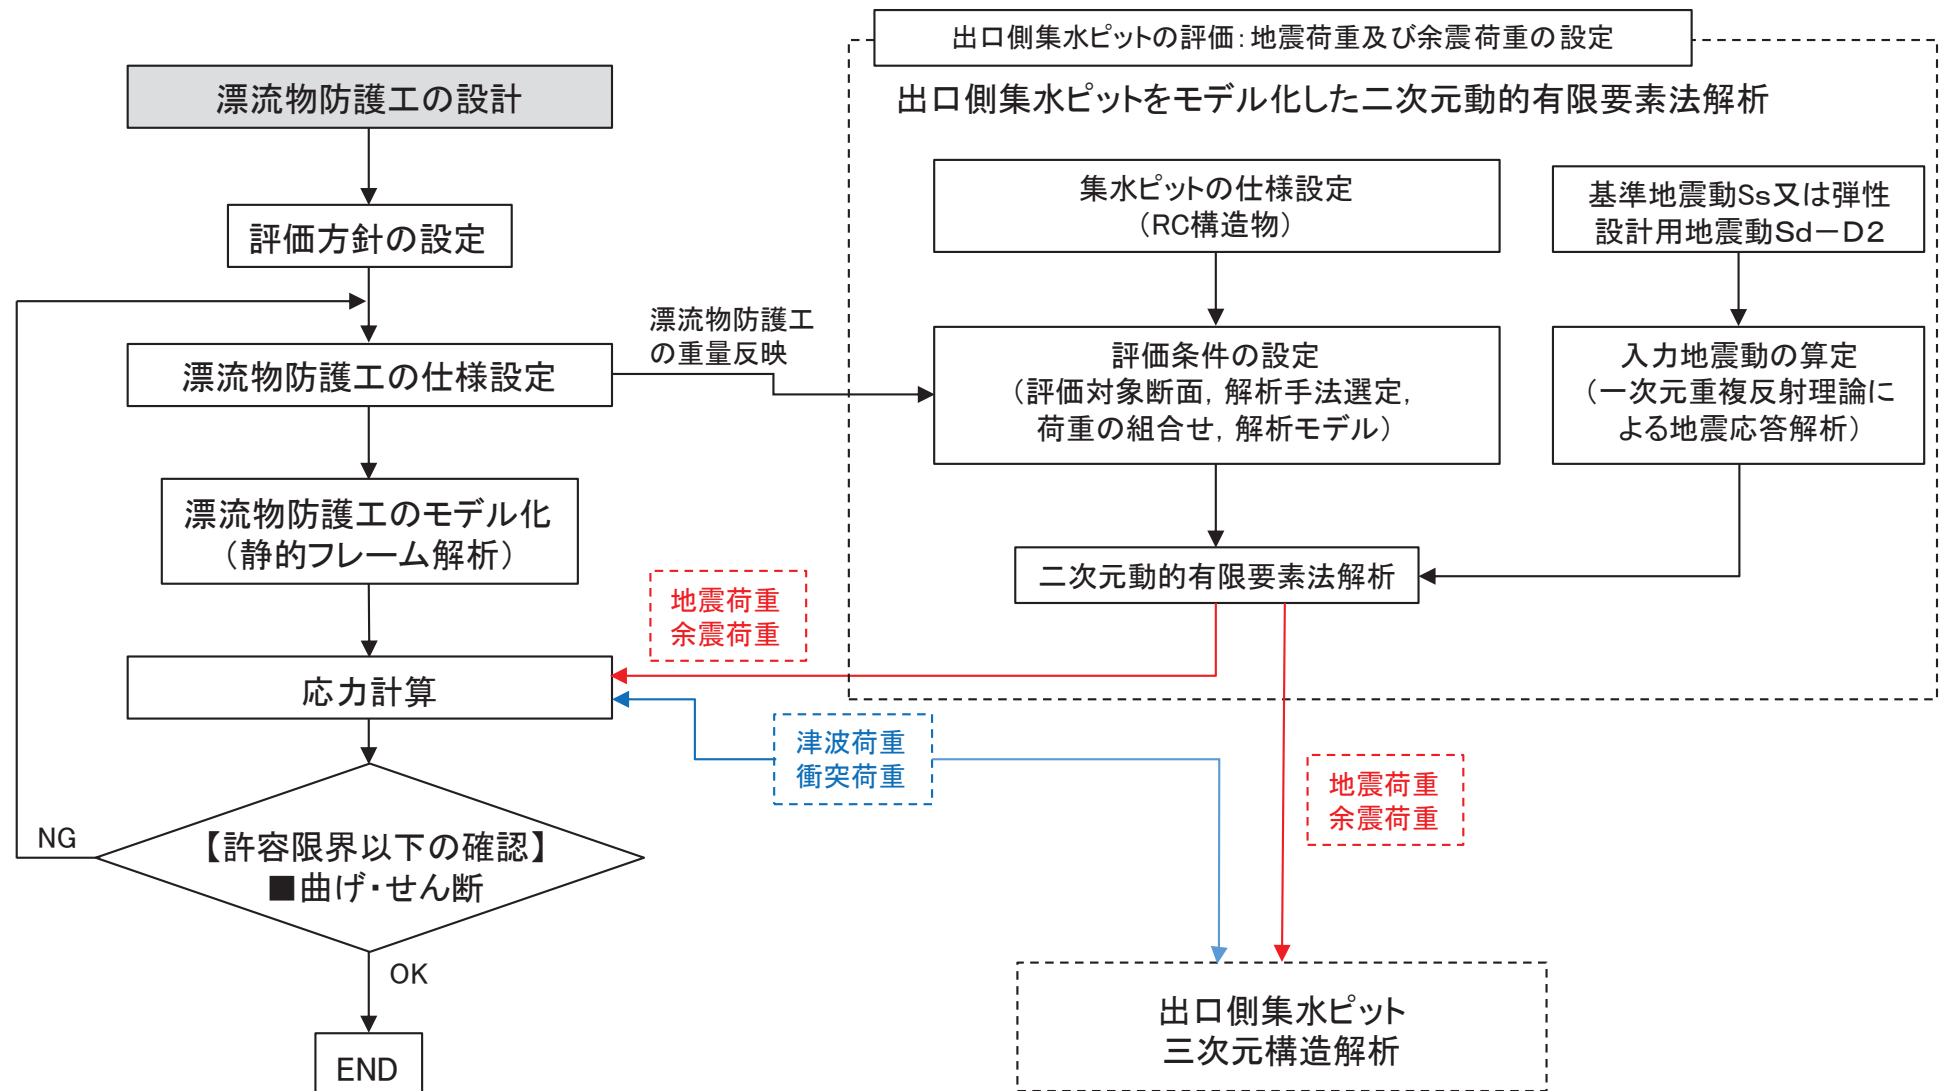 漂流物防護工の設計
評価方針の設定
漂流物防護工の仕様設定
漂流物防護工
の重量反映
漂流物防護工のモデル化
（静的フレーム解析）
応力計算
【許容限界以下の確認】
■曲げ・せん断
NG
OK
END
出口側集水ピットの評価：地震荷重及び余震荷重の設定
出口側集水ピットをモデル化した二次元動的有限要素法解析
集水ピットの仕様設定
（RC構造物）
基準地震動Ss又は弾性
設計用地震動Sd－D2
評価条件の設定
（評価対象断面，解析手法選定，
荷重の組合せ，解析モデル）
入力地震動の算定
（一次元重複反射理論に
よる地震応答解析）
二次元動的有限要素法解析
地震荷重
余震荷重
津波荷重
衝突荷重
地震荷重
余震荷重
出口側集水ピット
三次元構造解析